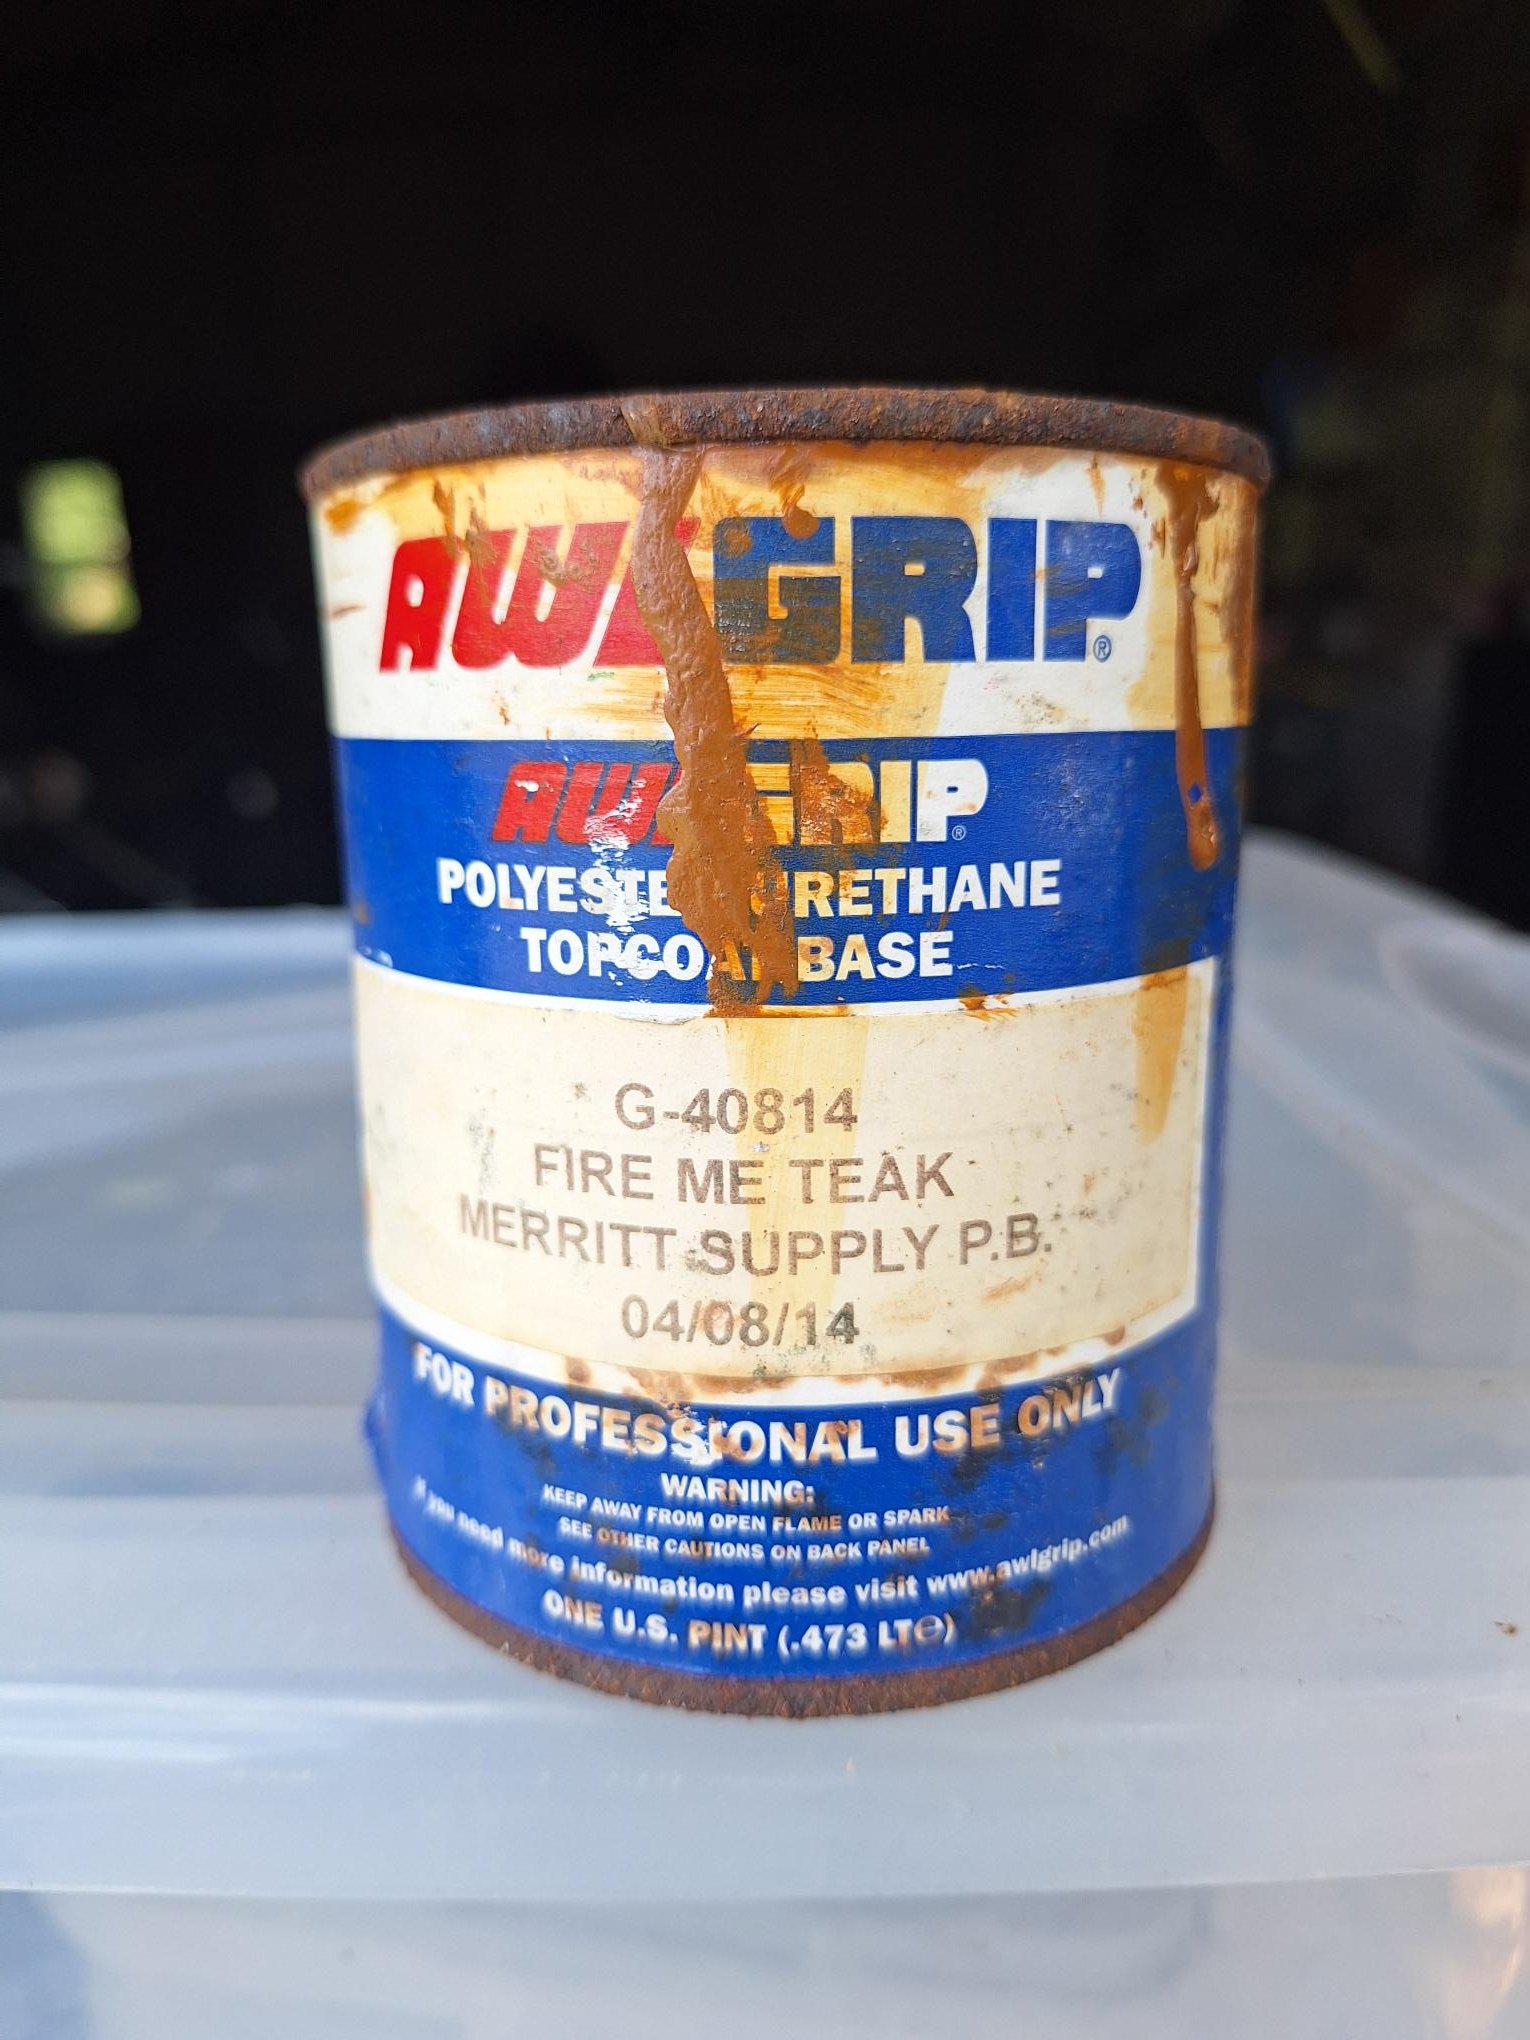 AWLGRIP®
AWLGRIP®
POLYESTER URETHANE
TOPCOAT BASE
G-40814
FIRE ME TEAK
MERRITT SUPPLY P.B.
04/08/14
FOR PROFESSIONAL USE ONLY
WARNING:
KEEP AWAY FROM OPEN FLAME OR SPARK
SEE OTHER CAUTIONS ON BACK PANEL
If you need more information please visit www.awlgrip.com
ONE U.S. PINT (.473 LT℮)